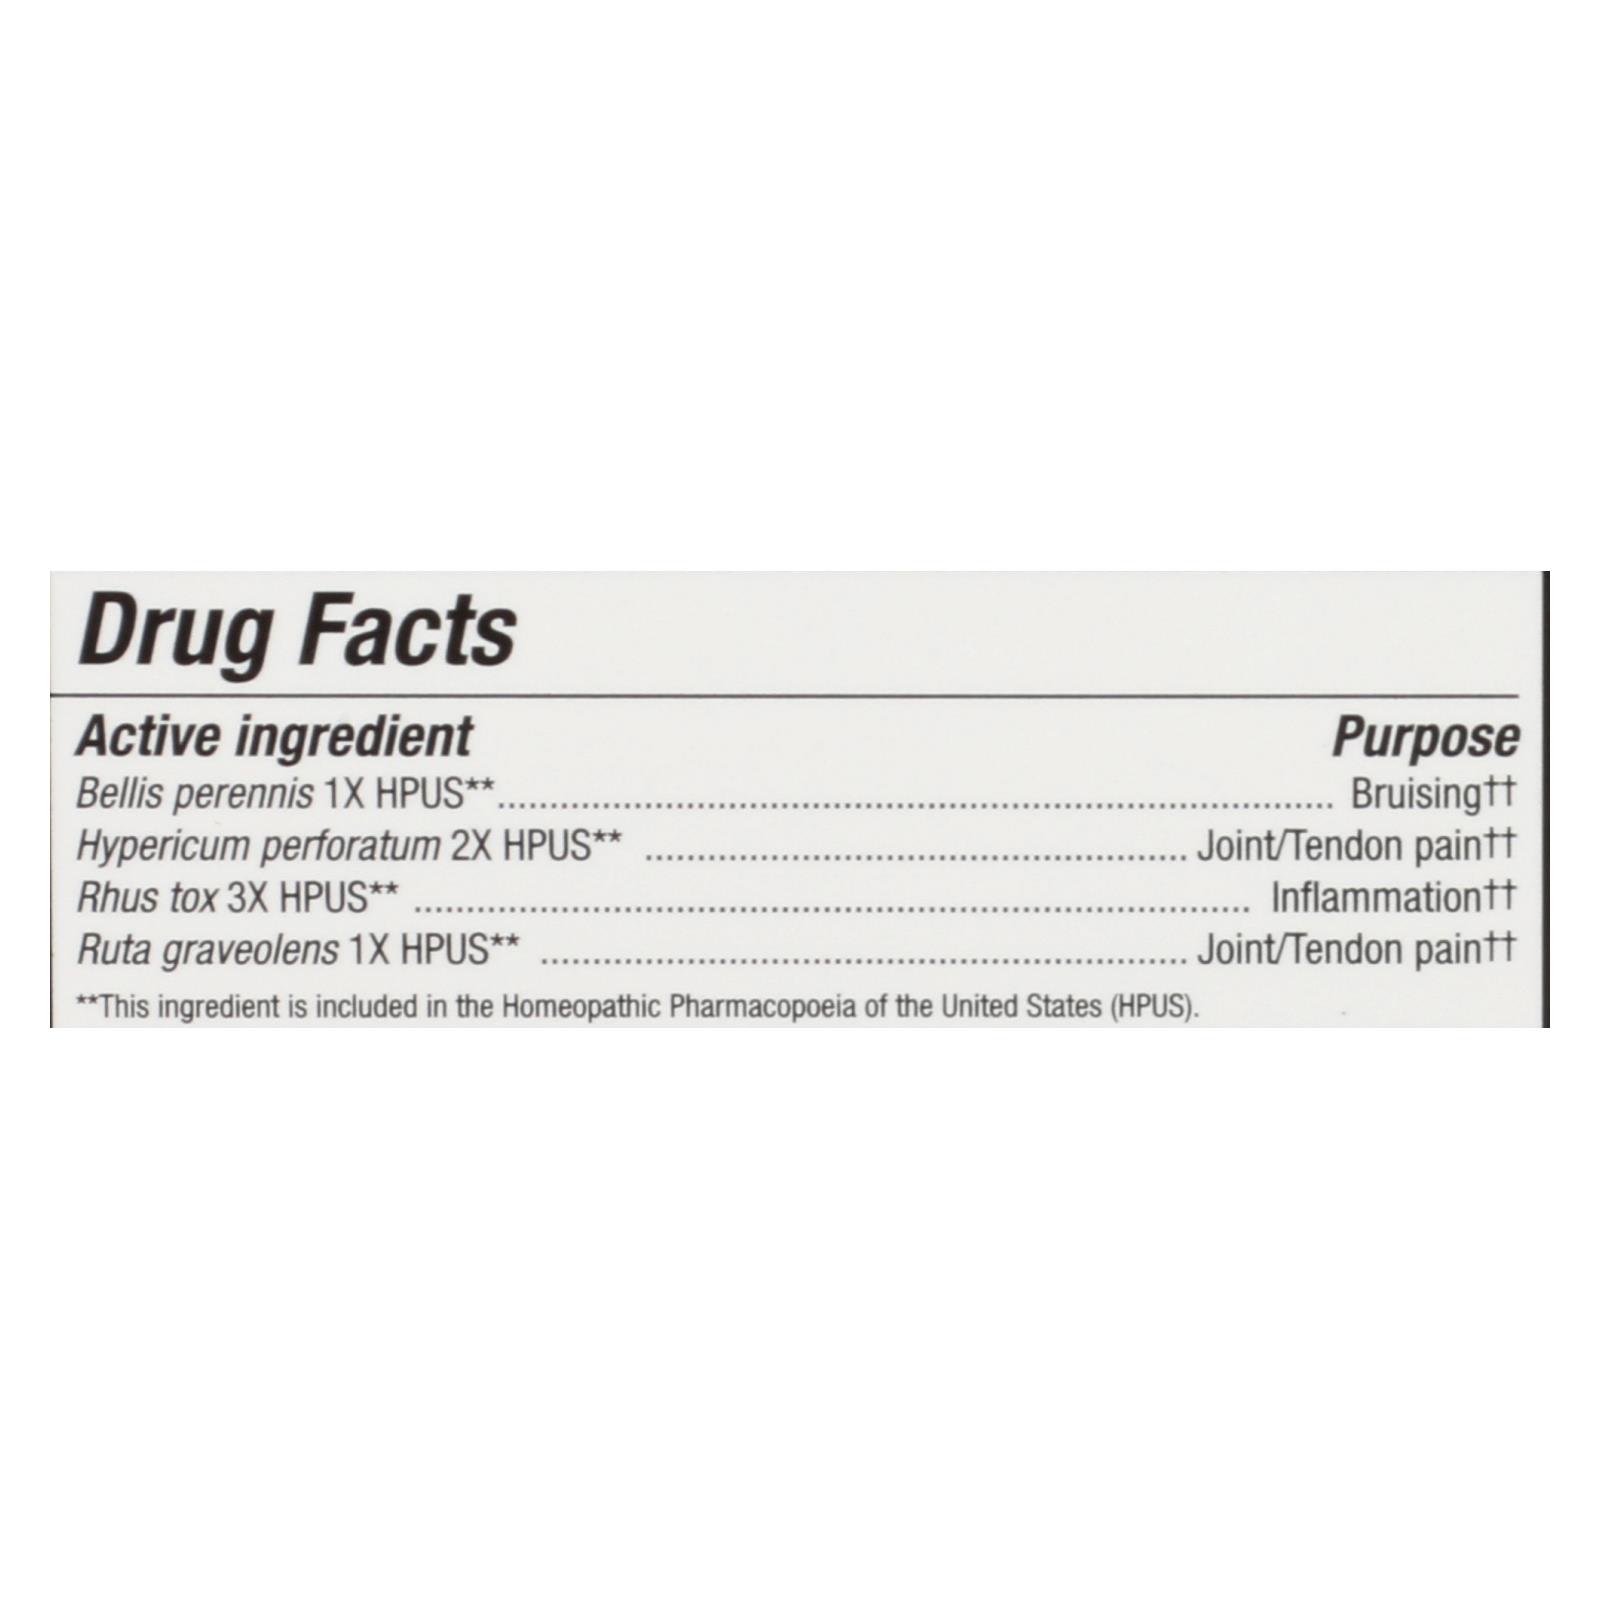 Drug Facts
Active ingredient Purpose
Bellis perennis 1X HPUS**........................................................................... Bruising††
Hypericum perforatum 2X HPUS** .................................................. Joint/Tendon pain††
Rhus tox 3X HPUS** ............................................................................ Inflammation††
Ruta graveolens 1X HPUS** ........................................................... Joint/Tendon pain††
**This ingredient is included in the Homeopathic Pharmacopoeia of the United States (HPUS).